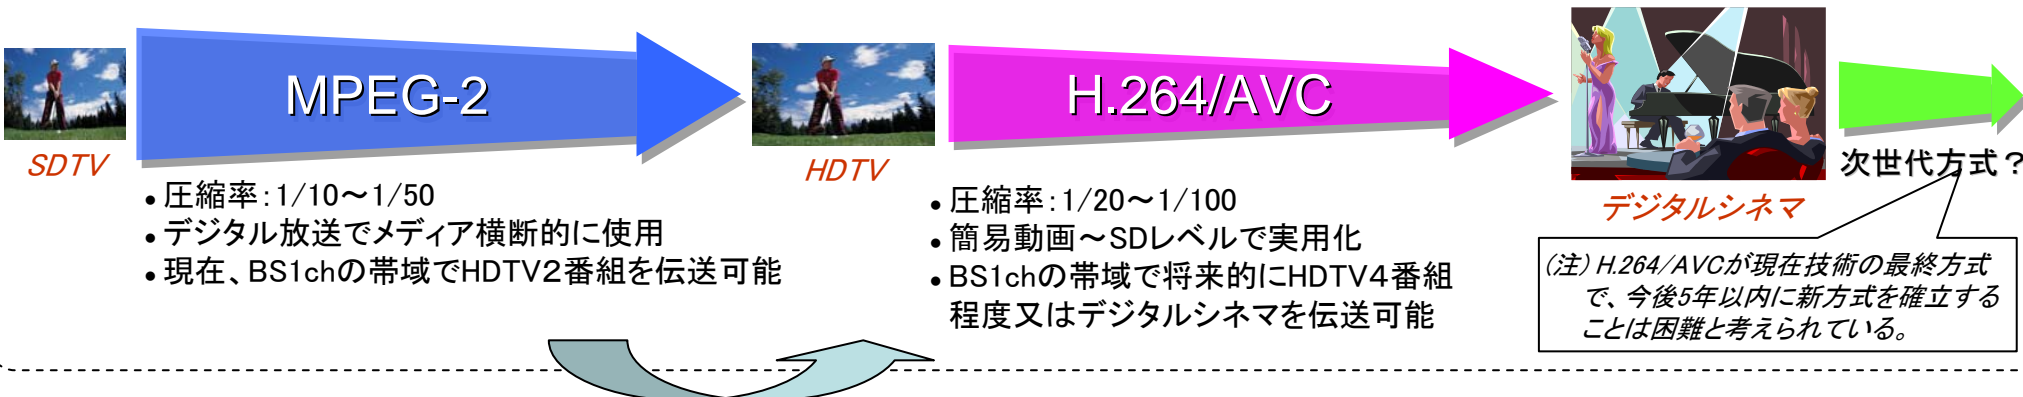 MPEG-2
H.264/AVC
SDTV
HDTV
デジタルシネマ
次世代方式？
●圧縮率：1/10～1/50
●デジタル放送でメディア横断的に使用
●現在、BS1chの帯域でHDTV２番組を伝送可能
●圧縮率：1/20～1/100
●簡易動画～SDレベルで実用化
●BS1chの帯域で将来的にHDTV４番組
程度又はデジタルシネマを伝送可能
（注）H.264/AVCが現在技術の最終方式
で、今後5年以内に新方式を確立する
ことは困難と考えられている。